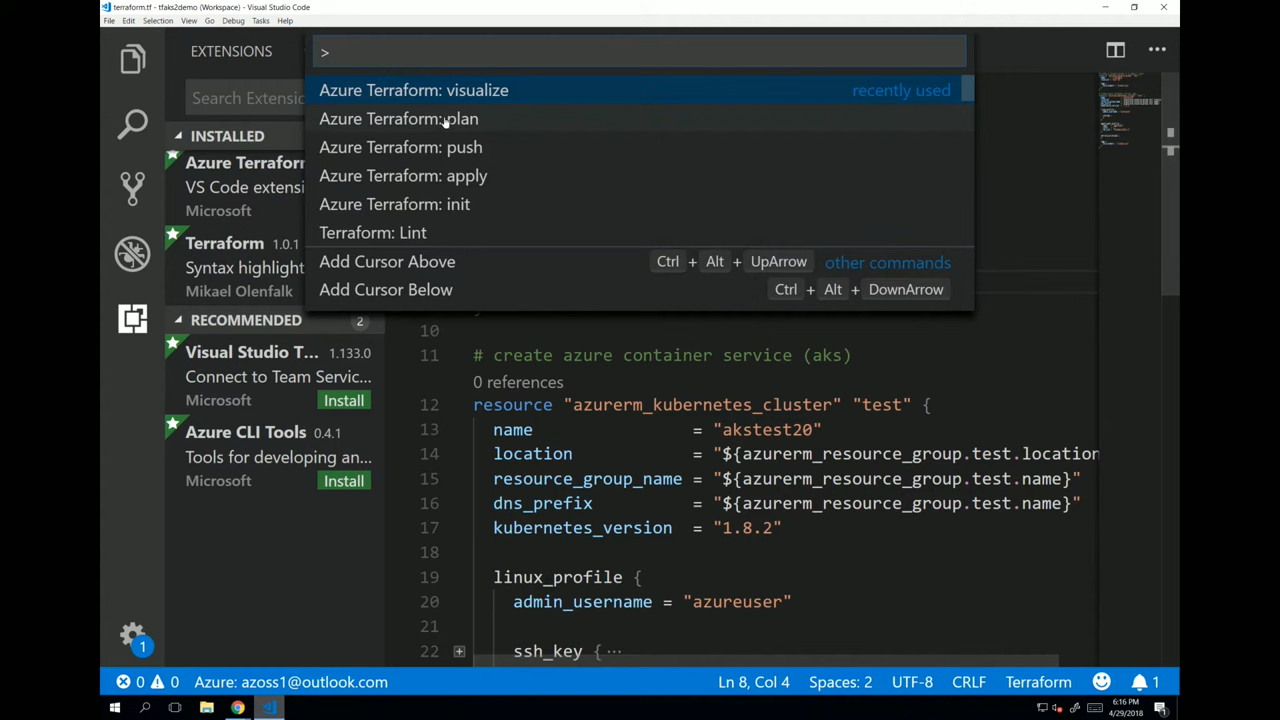 terraform.tf - tfaks2demo (Workspace) - Visual Studio Code
File Edit Selection View Go Debug Tasks Help
EXTENSIONS
>
Search Extensi
Azure Terraform: visualize recently used
Azure Terraform: plan
Azure Terraform: push
Azure Terraform: apply
Azure Terraform: init
Terraform: Lint
Add Cursor Above Ctrl + Alt + UpArrow other commands
Add Cursor Below Ctrl + Alt + DownArrow
INSTALLED
Azure Terraforr
VS Code extensi
Microsoft
Terraform 1.0.1
Syntax highlight
Mikael Olenfalk
RECOMMENDED 2
Visual Studio T... 1.133.0
Connect to Team Servic...
Microsoft Install
Azure CLI Tools 0.4.1
Tools for developing an...
Microsoft Install
10
11 # create azure container service (aks)
0 references
12 resource "azurerm_kubernetes_cluster" "test" {
13 name = "akstest20"
14 location = "${azurerm_resource_group.test.location
15 resource_group_name = "${azurerm_resource_group.test.name}"
16 dns_prefix = "${azurerm_resource_group.test.name}"
17 kubernetes_version = "1.8.2"
18
19 linux_profile {
20 admin_username = "azureuser"
21
22 ssh_key { ...
1
0 0 Azure: azoss1@outlook.com Ln 8, Col 4 Spaces: 2 UTF-8 CRLF Terraform 1
6:16 PM
4/29/2018